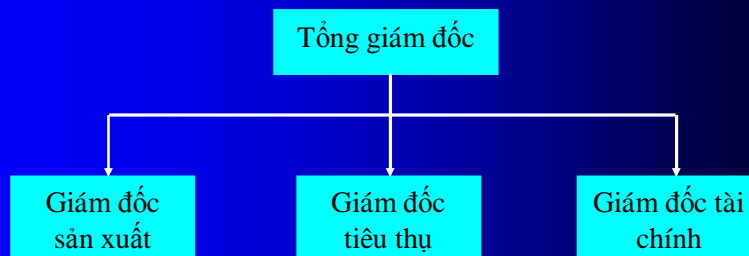 Tổng giám đốc
Giám đốc
sản xuất
Giám đốc
tiêu thụ
Giám đốc tài
chính